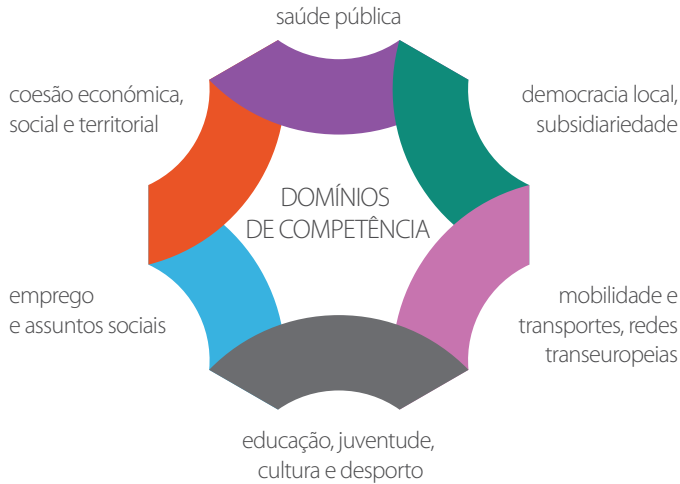 saúde pública
coesão económica,
social e territorial
democracia local,
subsidiariedade
DOMÍNIOS
DE COMPETÊNCIA
emprego
e assuntos sociais
mobilidade e
transportes, redes
transeuropeias
educação, juventude,
cultura e desporto